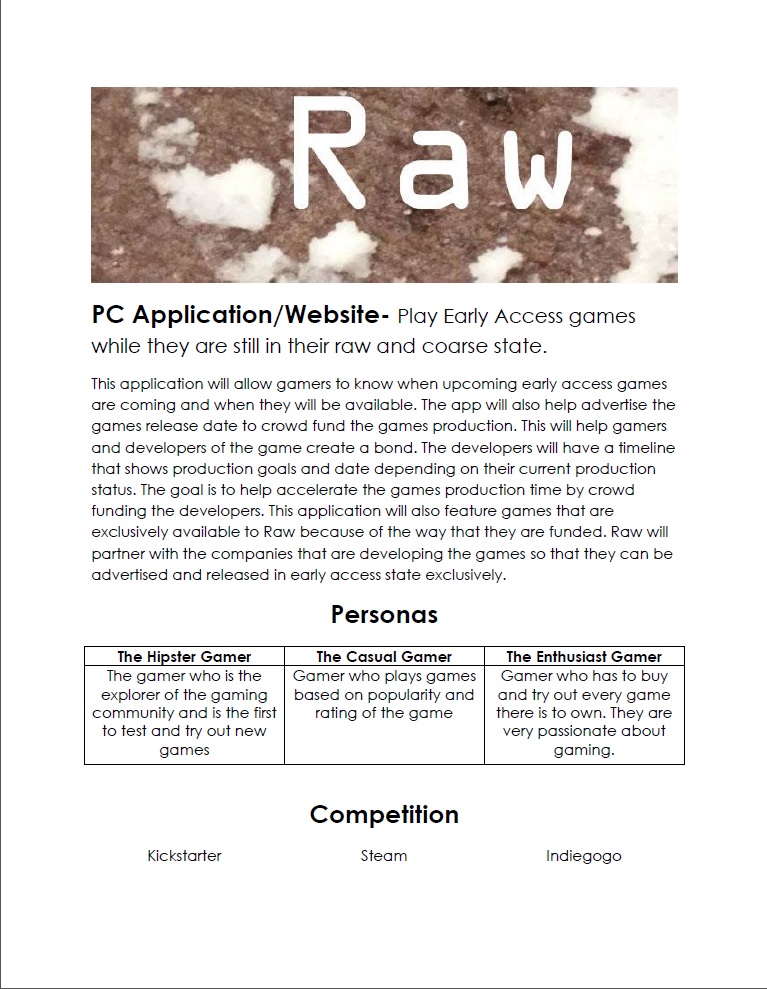 Raw
PC Application/Website- Play Early Access games
while they are still in their raw and coarse state.
This application will allow gamers to know when upcoming early access games
are coming and when they will be available. The app will also help advertise the
games release date to crowd fund the games production. This will help gamers
and developers of the game create a bond. The developers will have a timeline
that shows production goals and date depending on their current production
status. The goal is to help accelerate the games production time by crowd
funding the developers. This application will also feature games that are
exclusively available to Raw because of the way that they are funded. Raw will
partner with the companies that are developing the games so that they can be
advertised and released in early access state exclusively.
Personas
The Hipster Gamer
The gamer who is the
explorer of the gaming
community and is the first
to test and try out new
games
The Casual Gamer
Gamer who plays games
based on popularity and
rating of the game
The Enthusiast Gamer
Gamer who has to buy
and try out every game
there is to own. They are
very passionate about
gaming.
Competition
Kickstarter Steam Indiegogo